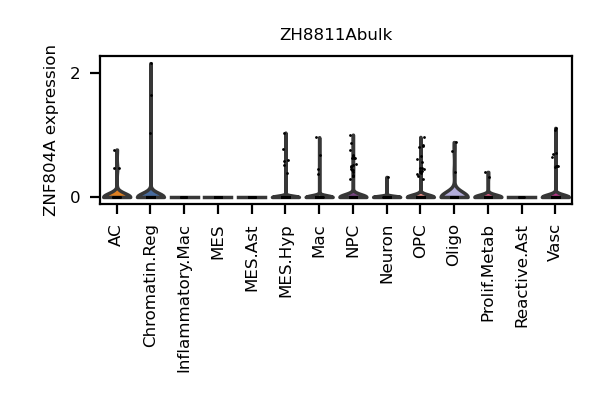 ZH8811Abulk
ZNF804A expression
2
0
AC
Chromatin.Reg
Inflammatory.Mac
MES
MES.Ast
MES.Hyp
Mac
NPC
Neuron
OPC
Oligo
Prolif.Metab
Reactive.Ast
Vasc